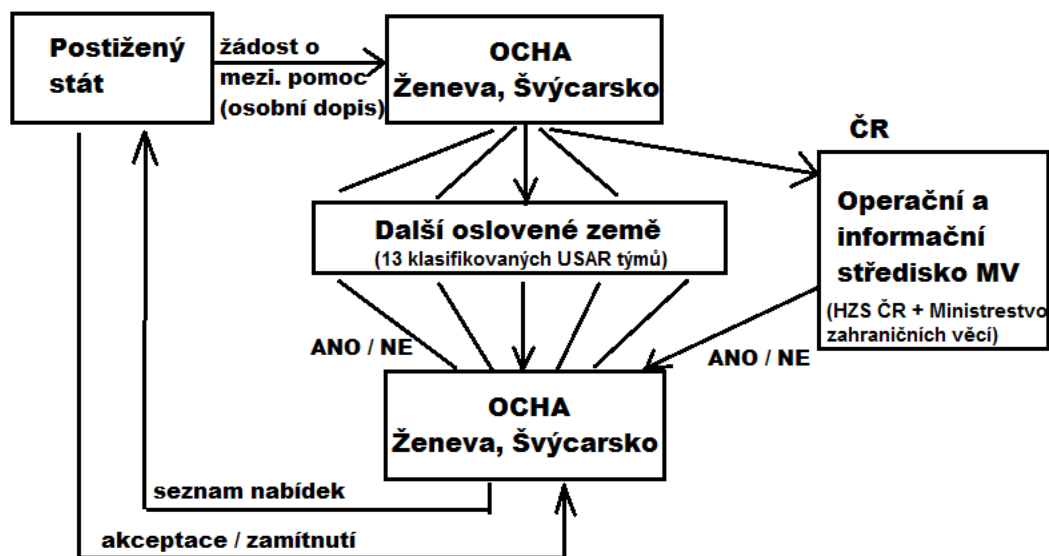 Postižený
stát
žádost o
mezi. pomoc
(osobní dopis)
OCHA
Ženeva, Švýcarsko
ČR
Operační a
informační
středisko MV
(HZS ČR + Ministrestvo
zahraničních věcí)
Další oslovené země
(13 klasifikovaných USAR týmů)
ANO / NE
ANO / NE
OCHA
Ženeva, Švýcarsko
seznam nabídek
akceptace / zamítnutí